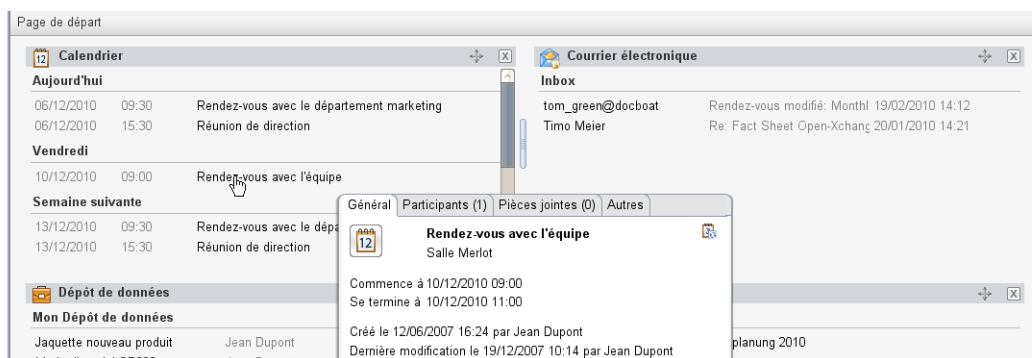 Page de départ
Calendrier
Aujourd'hui
06/12/2010 09:30 Rendez-vous avec le département marketing
06/12/2010 15:30 Réunion de direction
Vendredi
10/12/2010 09:00 Rendez-vous avec l'équipe
Semaine suivante
13/12/2010 09:30 Rendez-vous avec le dépa
13/12/2010 15:30 Réunion de direction
Courrier électronique
Inbox
tom_green@docboat Rendez-vous modifié: Monthl 19/02/2010 14:12
Timo Meier Re: Fact Sheet Open-Xchang 20/01/2010 14:21
Général Participants (1) Pièces jointes (0) Autres
12 Rendez-vous avec l'équipe
Salle Merlot
Commence à 10/12/2010 09:00
Se termine à 10/12/2010 11:00
Créé le 12/06/2007 16:24 par Jean Dupont
Dernière modification le 19/12/2007 10:14 par Jean Dupont
Dépôt de données
Mon Dépôt de données
Jaquette nouveau produit Jean Dupont
planung 2010